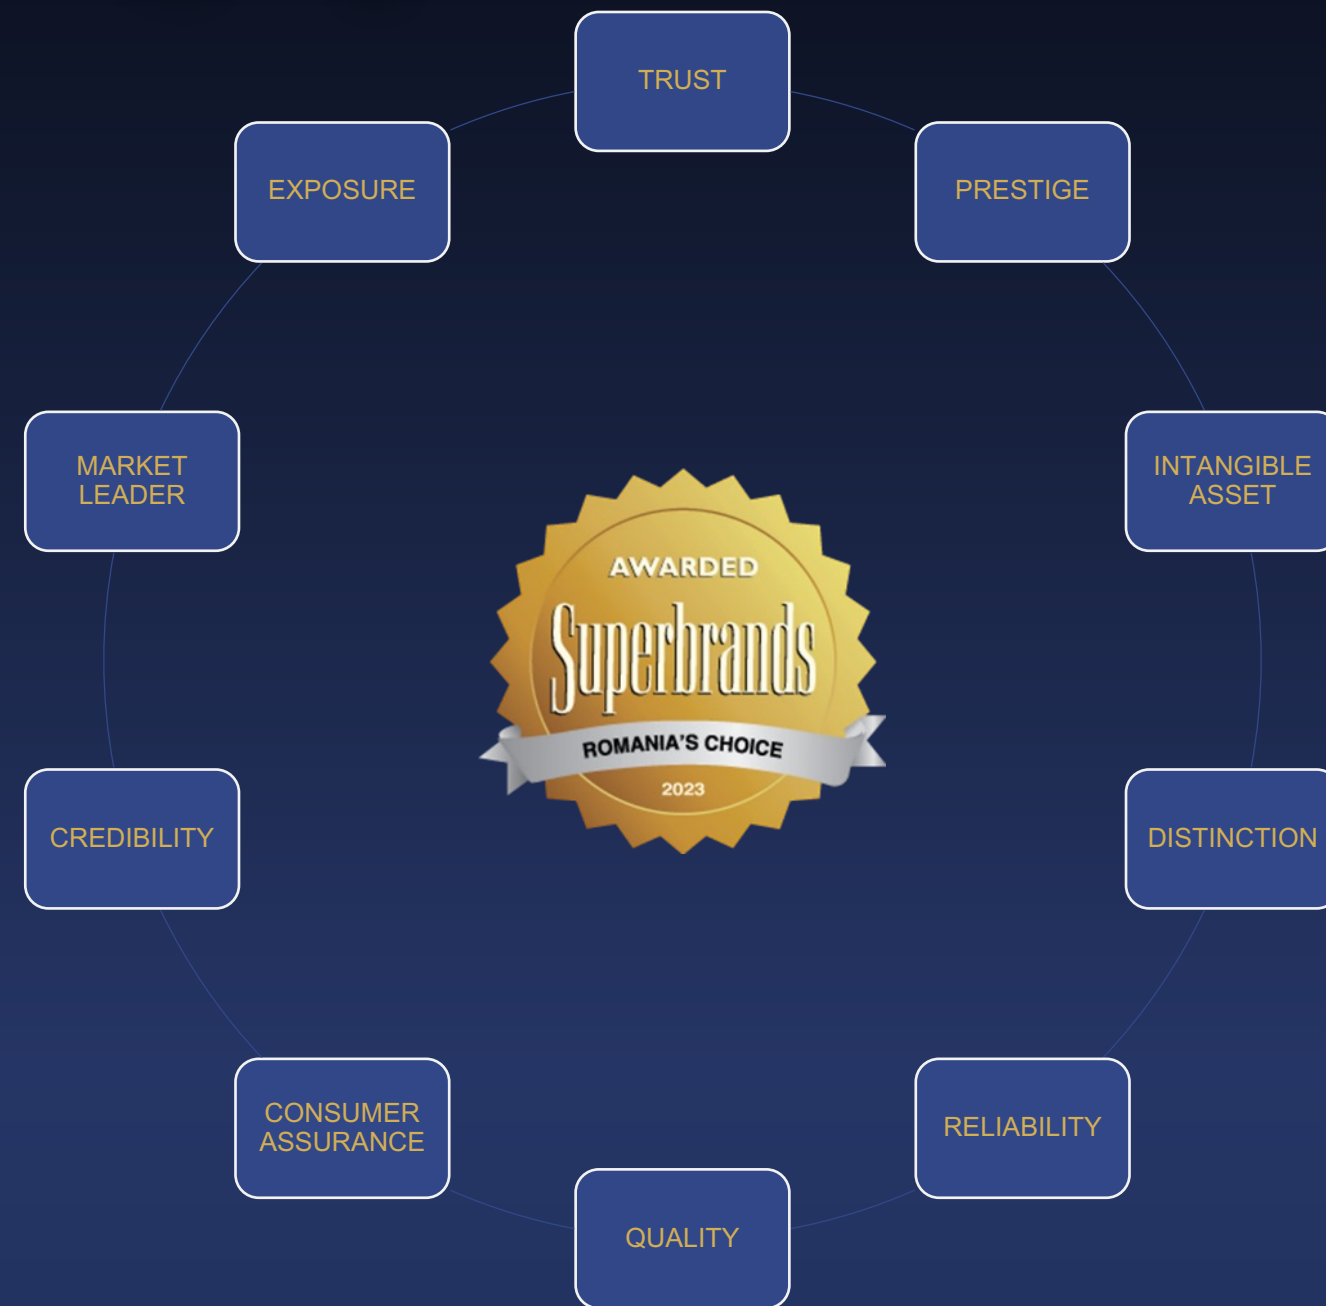 TRUST
EXPOSURE
PRESTIGE
MARKET
LEADER
INTANGIBLE
ASSET
AWARDED
Superbrands
ROMANIA'S CHOICE
2023
CREDIBILITY
DISTINCTION
CONSUMER
ASSURANCE
RELIABILITY
QUALITY